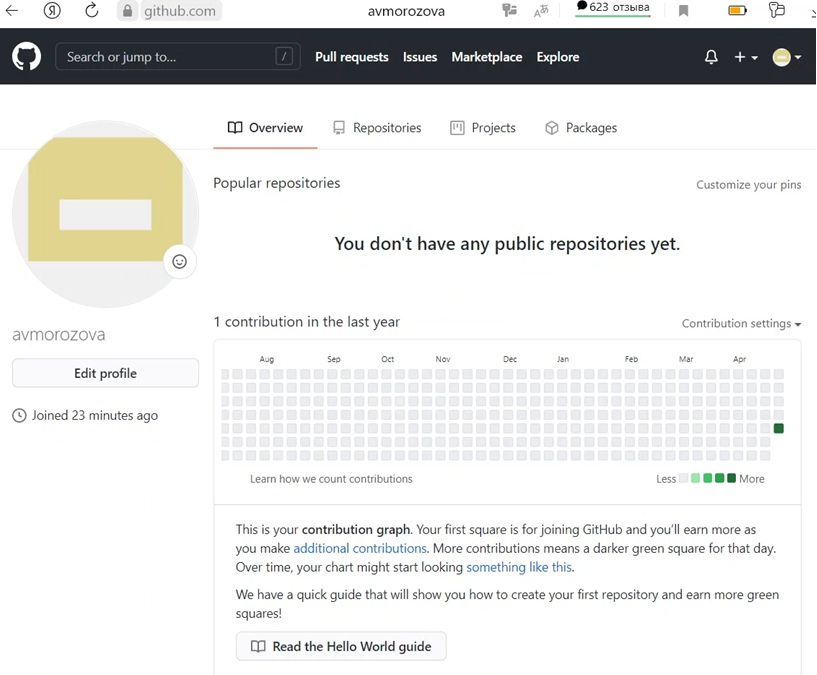 Я github.com avmorozova 623 отзыва
Search or jump to... / Pull requests Issues Marketplace Explore
Overview Repositories Projects Packages
Popular repositories Customize your pins
You don't have any public repositories yet.
avmorozova
Edit profile
Joined 23 minutes ago
1 contribution in the last year Contribution settings
Aug Sep Oct Nov Dec Jan Feb Mar Apr
Learn how we count contributions Less More
This is your contribution graph. Your first square is for joining GitHub and you'll earn more as
you make additional contributions. More contributions means a darker green square for that day.
Over time, your chart might start looking something like this.
We have a quick guide that will show you how to create your first repository and earn more green
squares!
Read the Hello World guide